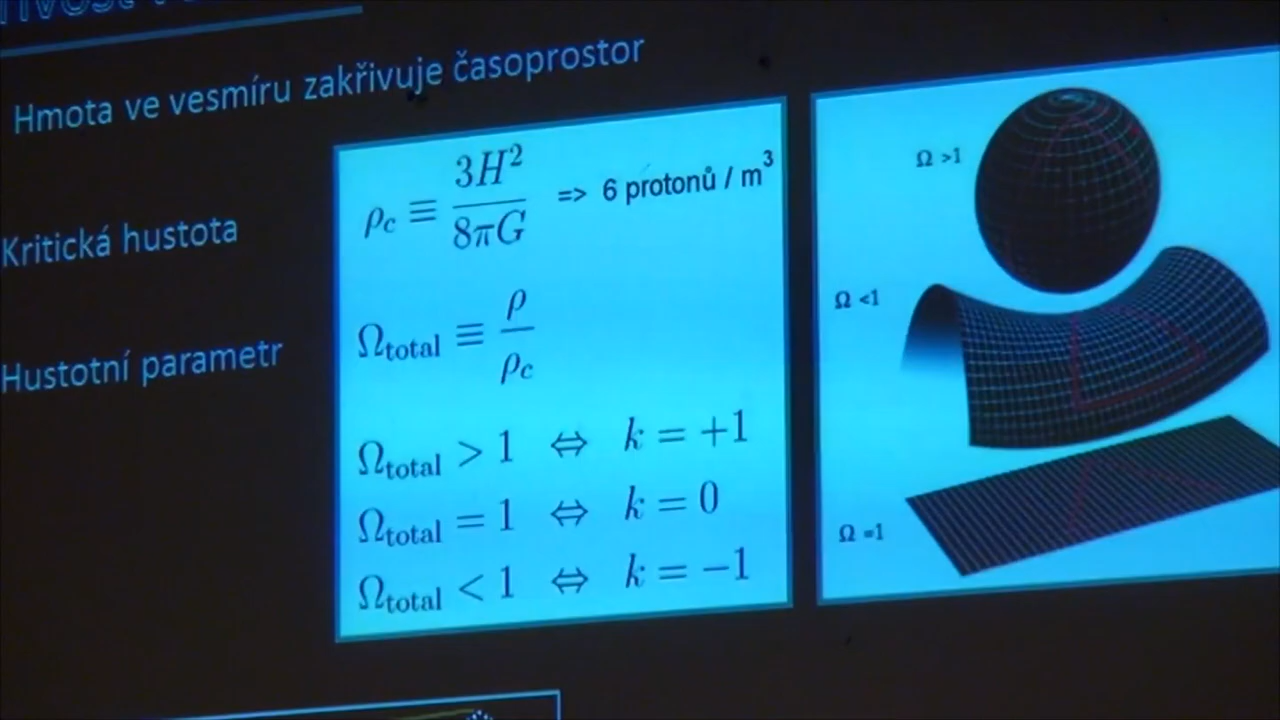 Hmota ve vesmíru zakřivuje časoprostor
Kritická hustota
ρc ≡ 3H² / 8πG => 6 protonů / m³
Hustotní parametr
Ωtotal ≡ ρ / ρc
Ωtotal > 1 ⇔ k = +1
Ωtotal = 1 ⇔ k = 0
Ωtotal < 1 ⇔ k = −1
Ω >1
Ω <1
Ω =1